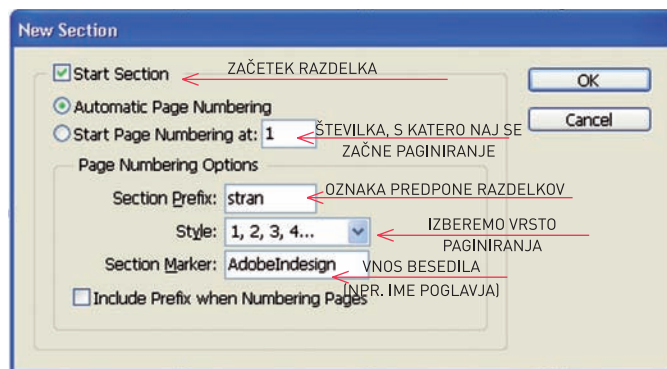 New Section
Start Section
ZAČETEK RAZDELKA
OK
Automatic Page Numbering
Cancel
Start Page Numbering at: 1
ŠTEVILKA, S KATERO NAJ SE
ZAČNE PAGINIRANJE
Page Numbering Options
Section Prefix: stran
OZNAKA PREDPONE RAZDELKOV
Style: 1, 2, 3, 4...
IZBEREMO VRSTO
PAGINIRANJA
Section Marker: AdobeIndesign
VNOS BESEDILA
(NPR. IME POGLAVJA)
Include Prefix when Numbering Pages